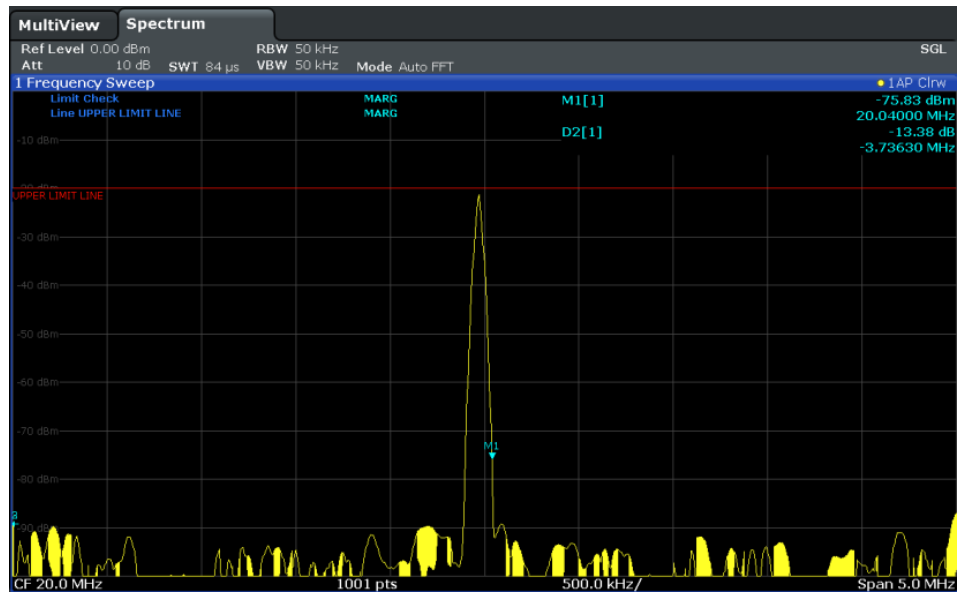 MultiView Spectrum
Ref Level 0.00 dBm RBW 50 kHz SGL
Att 10 dB SWT 84 µs VBW 50 kHz Mode Auto FFT
1 Frequency Sweep 1AP Clrw
Limit Check MARG M1[1] -75.83 dBm
Line UPPER LIMIT LINE MARG 20.04000 MHz
D2[1] -13.38 dB
-10 dBm
-3.73630 MHz
-20 dBm
UPPER LIMIT LINE
-30 dBm
-40 dBm
-50 dBm
-60 dBm
-70 dBm
M1
-80 dBm
-90 dBm
CF 20.0 MHz 1001 pts 500.0 kHz/ Span 5.0 MHz